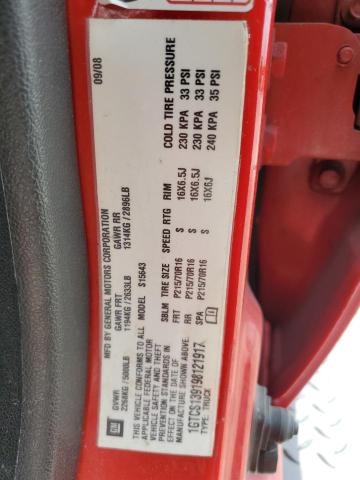 MFD BY GENERAL MOTORS CORPORATION
09/08
GVWR GAWR FRT GAWR RR
2268KG/5000LB 1194KG/2633LB 1314KG/2896LB
THIS VEHICLE CONFORMS TO ALL MODEL S15643
APPLICABLE FEDERAL MOTOR
VEHICLE SAFETY AND THEFT
PREVENTION STANDARDS IN
EFFECT ON THE DATE OF
MANUFACTURE SHOWN ABOVE.
1GTCS139198121917
TYPE: TRUCK
SBLM TIRE SIZE SPEED RTG RIM COLD TIRE PRESSURE
FRT P215/70R16 S 16X6.5J 230 KPA 33 PSI
RR P215/70R16 S 16X6.5J 230 KPA 33 PSI
SPA P215/70R16 S 16X6J 240 KPA 35 PSI
GM